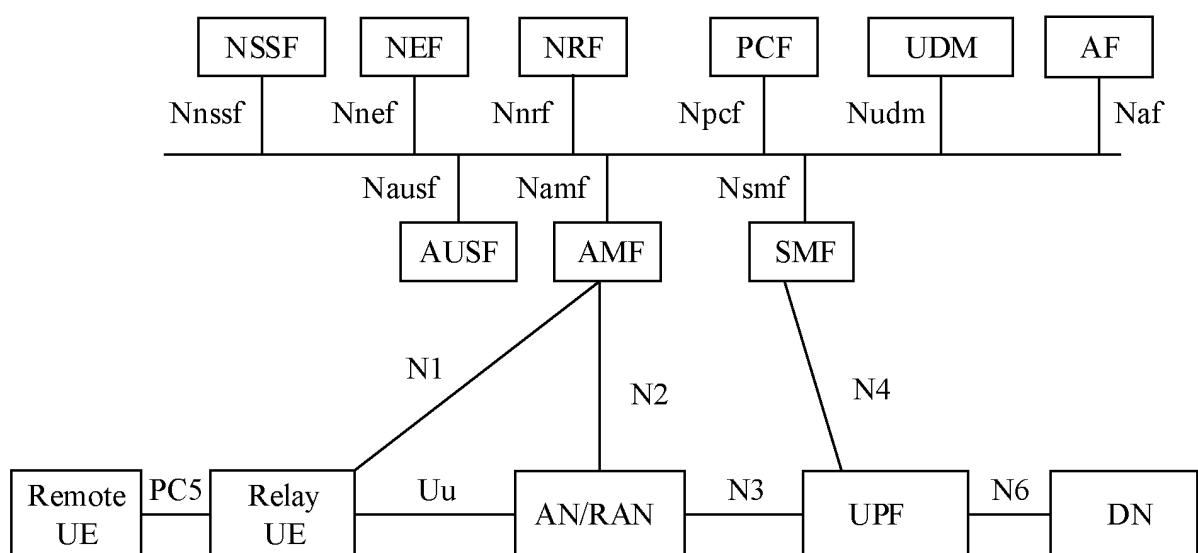 NSSF NEF NRF PCF UDM AF
Nnssf Nnef Nnrf Npcf Nudm Naf
Nausf Namf Nsmf
AUSF AMF SMF
N1 N2 N4
Remote UE
PC5
Relay UE
Uu
AN/RAN
N3
UPF
N6
DN